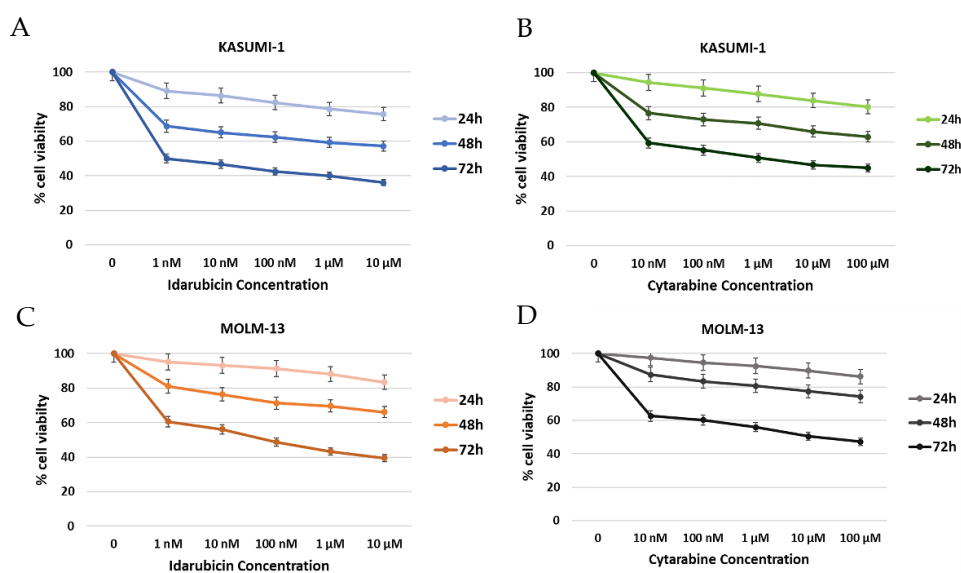 A
KASUMI-1
% cell viabilty
100
80
60
40
20
0
0 1 nM 10 nM 100 nM 1 µM 10 µM
Idarubicin Concentration
24h
48h
72h
B
KASUMI-1
% cell viability
100
80
60
40
20
0
0 10 nM 100 nM 1 µM 10 µM 100 µM
Cytarabine Concentration
24h
48h
72h
C
MOLM-13
% cell viability
100
80
60
40
20
0
0 1 nM 10 nM 100 nM 1 µM 10 µM
Idarubicin Concentration
24h
48h
72h
D
MOLM-13
% cell viability
100
80
60
40
20
0
0 10 nM 100 nM 1 µM 10 µM 100 µM
Cytarabine Concentration
24h
48h
72h